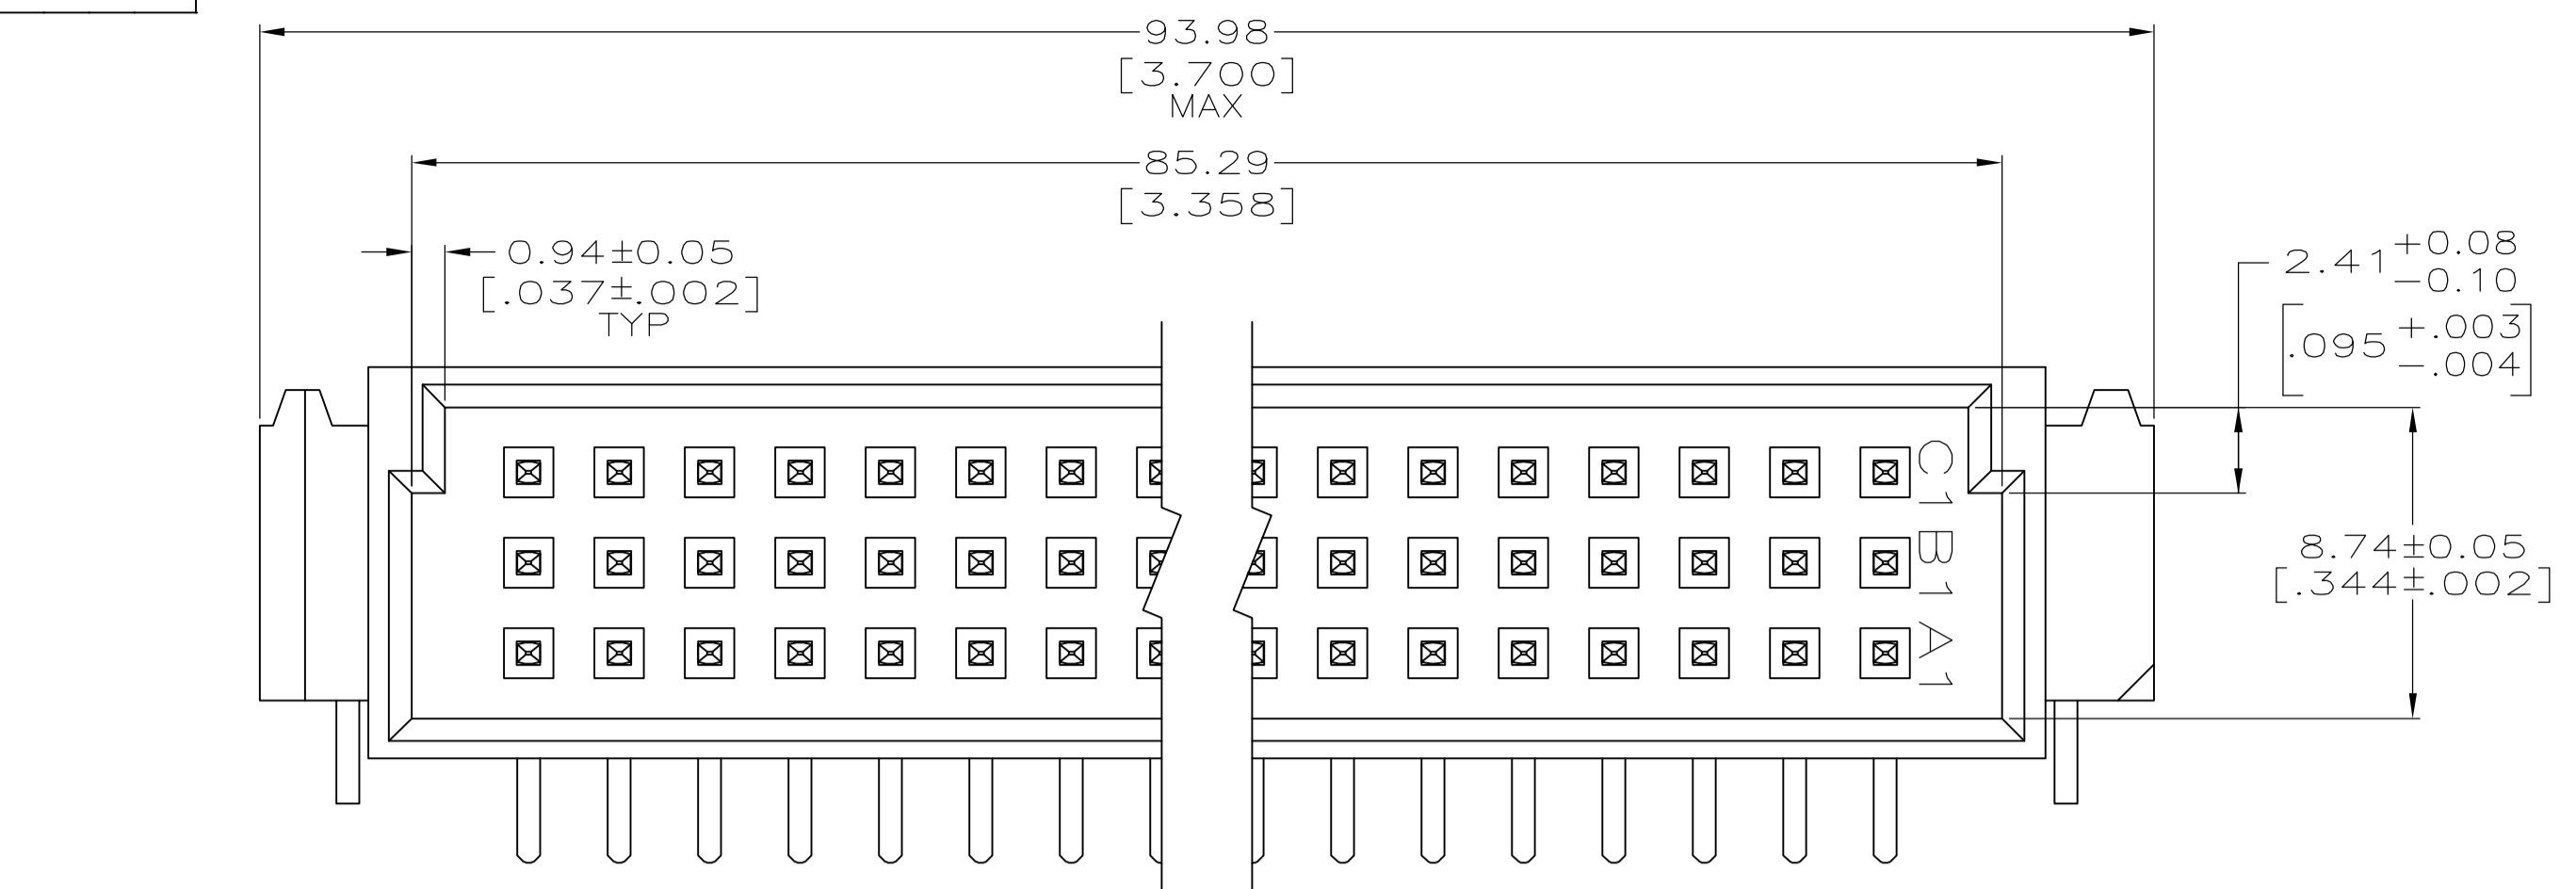 93.98
[3.700]
MAX
85.29
[3.358]
0.94±0.05
[.037±.002]
TYP
2.41 +0.08
-0.10
[.095 +.003
-.004]
8.74±0.05
[.344±.002]
C1
B1
A1